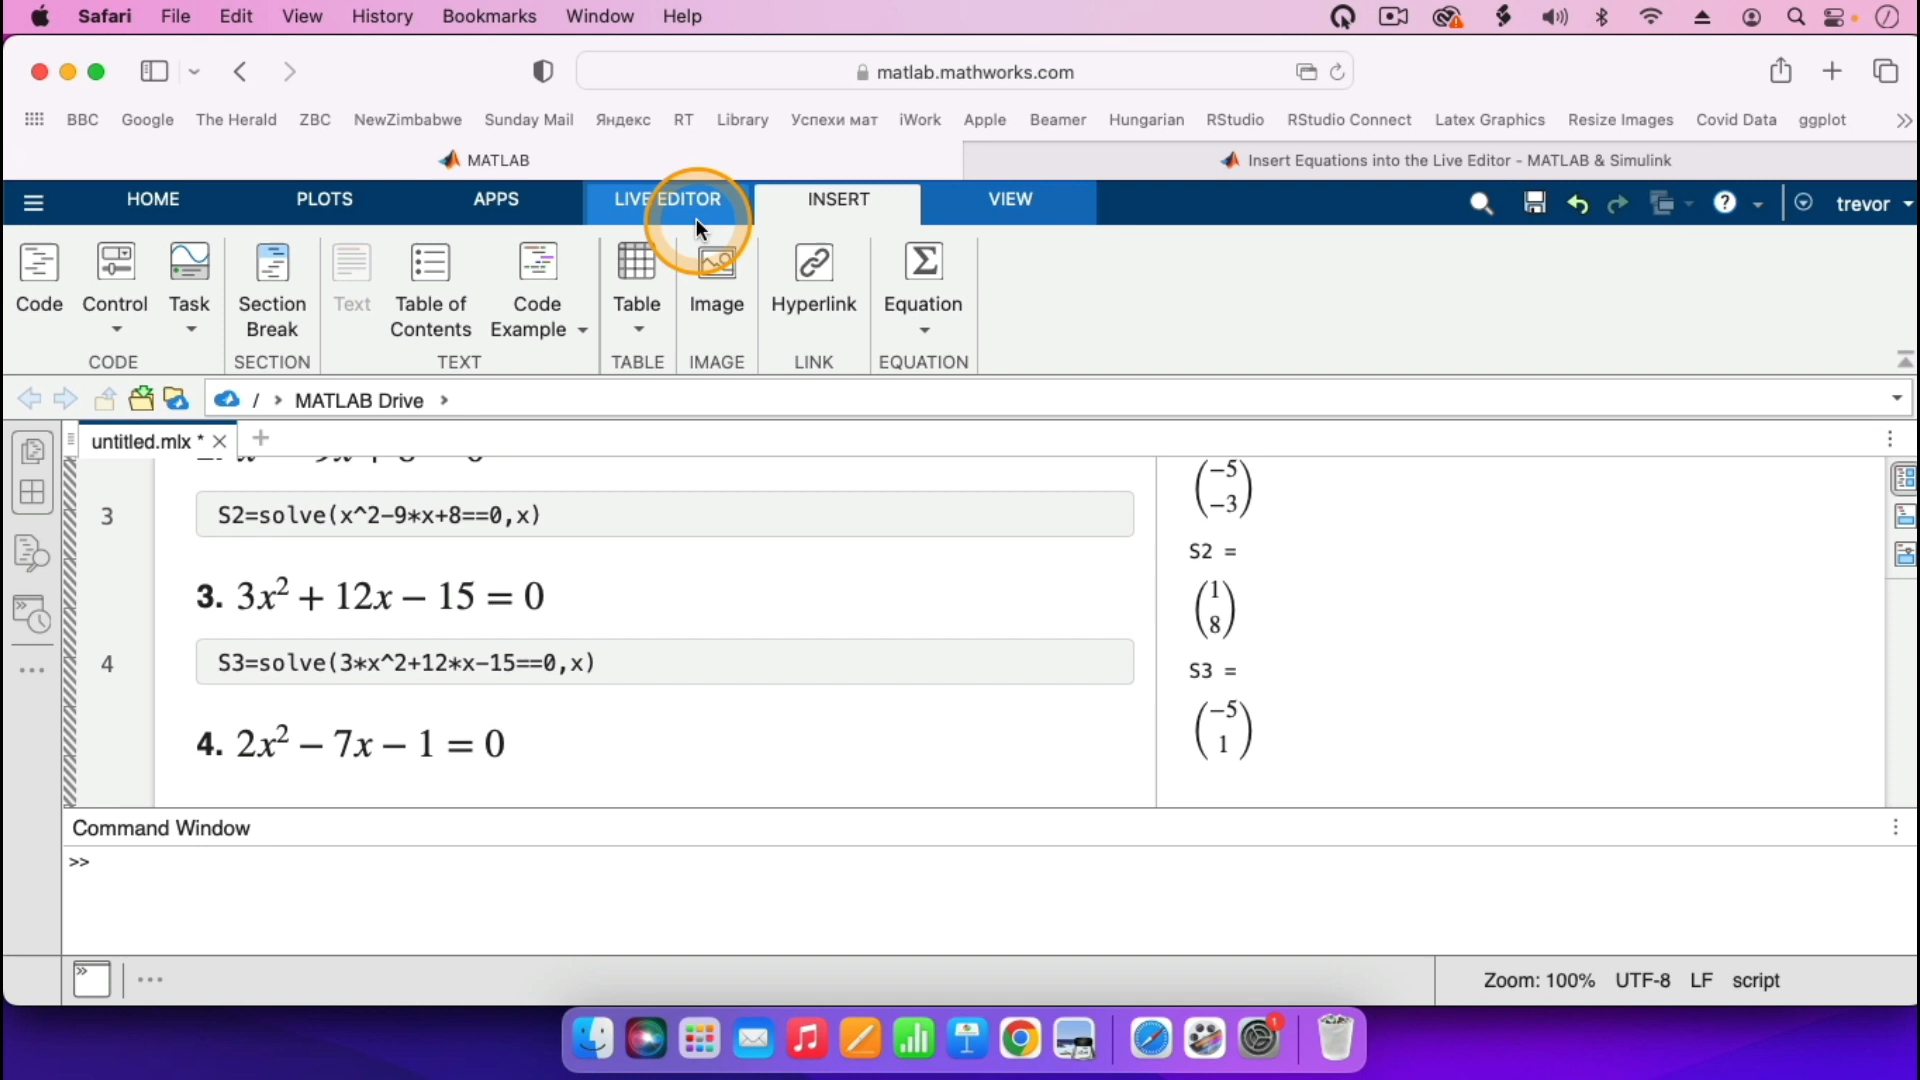 Safari File Edit View History Bookmarks Window Help
matlab.mathworks.com
BBC Google The Herald ZBC NewZimbabwe Sunday Mail Яндекс RT Library Успехи мат iWork Apple Beamer Hungarian RStudio RStudio Connect Latex Graphics Resize Images Covid Data ggplot
MATLAB Insert Equations into the Live Editor - MATLAB & Simulink
HOME PLOTS APPS LIVE EDITOR INSERT VIEW trevor
Code Control Task Section Break Text Table of Contents Code Example Table Image Hyperlink Equation
CODE SECTION TEXT TABLE IMAGE LINK EQUATION
/ › MATLAB Drive ›
untitled.mlx *
3 S2=solve(x^2-9*x+8==0,x)
3. 3x² + 12x − 15 = 0
4 S3=solve(3*x^2+12*x-15==0,x)
4. 2x² − 7x − 1 = 0
−5
−3
S2 =
1
8
S3 =
−5
1
Command Window
>>
Zoom: 100% UTF-8 LF script
1